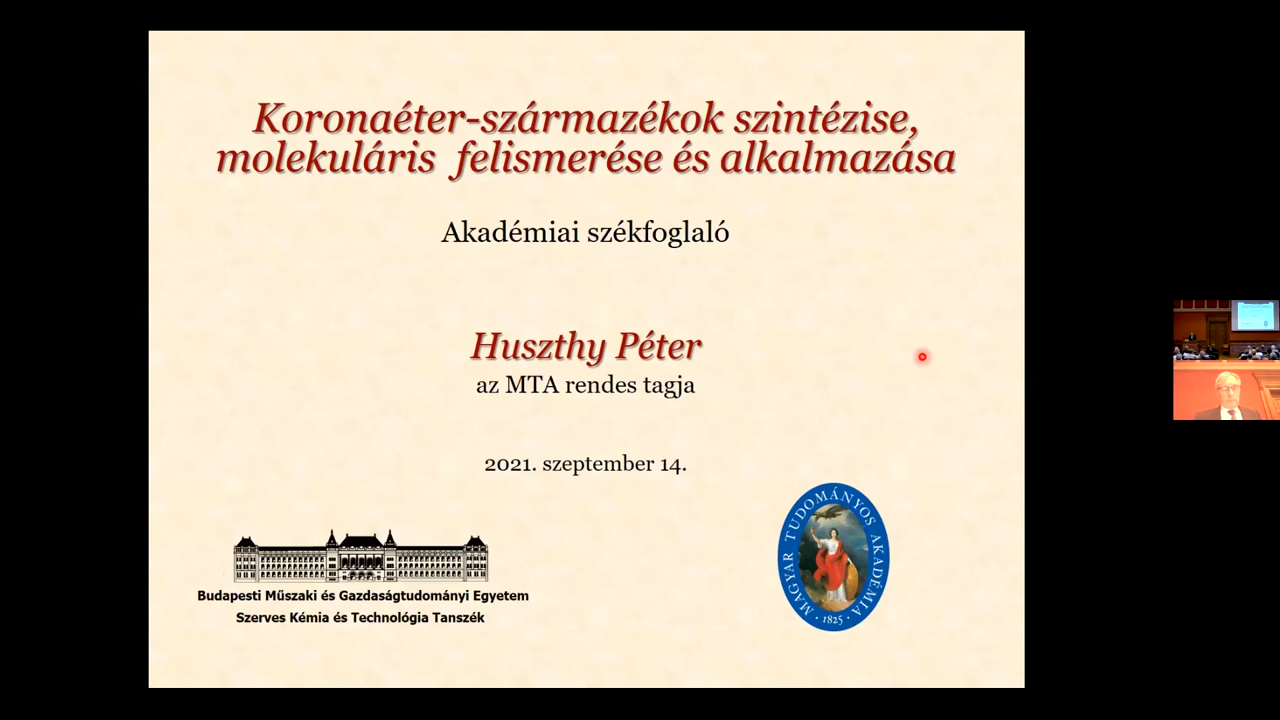 Koronaéter-származékok szintézise,
molekuláris felismerése és alkalmazása
Akadémiai székfoglaló
Huszthy Péter
az MTA rendes tagja
2021. szeptember 14.
Budapesti Műszaki és Gazdaságtudományi Egyetem
Szerves Kémia és Technológia Tanszék
MAGYAR TUDOMÁNYOS AKADÉMIA
· 1825 ·